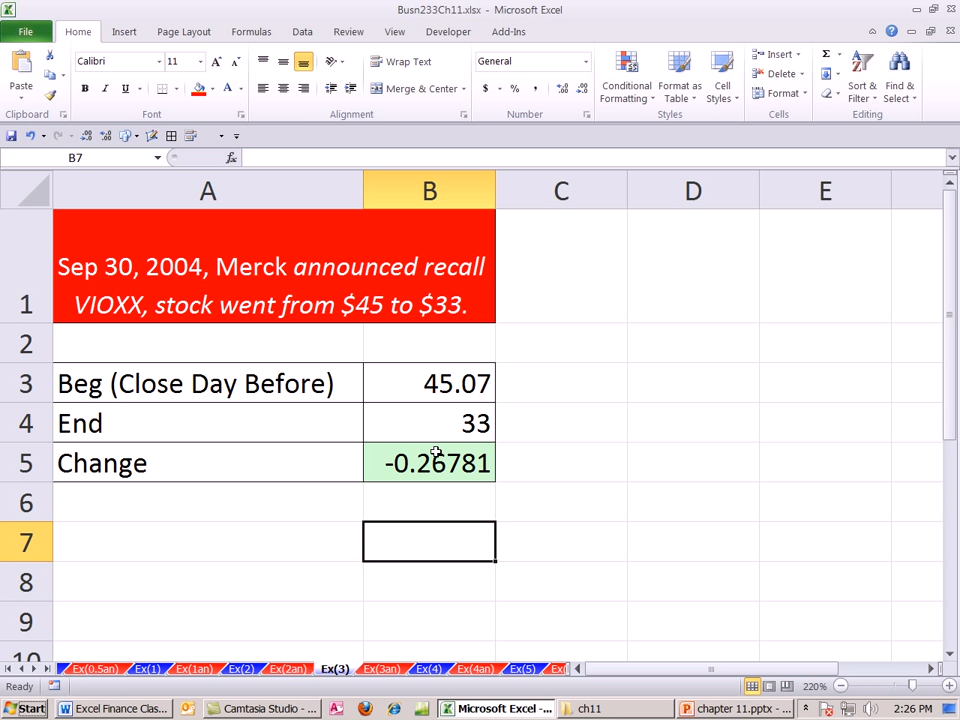 Busn233Ch11.xlsx - Microsoft Excel
File Home Insert Page Layout Formulas Data Review View Developer Add-Ins
Paste
Calibri 11
Wrap Text
General
Insert
Conditional Formatting
Format as Table
Cell Styles
Sort & Filter
Find & Select
B I U
Merge & Center
$ % ,
Delete
Format
Clipboard Font Alignment Number Styles Cells Editing
B7 fx
A B C D E
1 Sep 30, 2004, Merck announced recall
VIOXX, stock went from $45 to $33.
2
3 Beg (Close Day Before) 45.07
4 End 33
5 Change -0.26781
6
7
8
9
10
Ex(0.5an) Ex(1) Ex(1an) Ex(2) Ex(2an) Ex(3) Ex(3an) Ex(4) Ex(4an) Ex(5) Ex
Ready 220%
Start Excel Finance Clas... Camtasia Studio - ... Microsoft Excel -... ch11 chapter 11.pptx - ... 2:26 PM